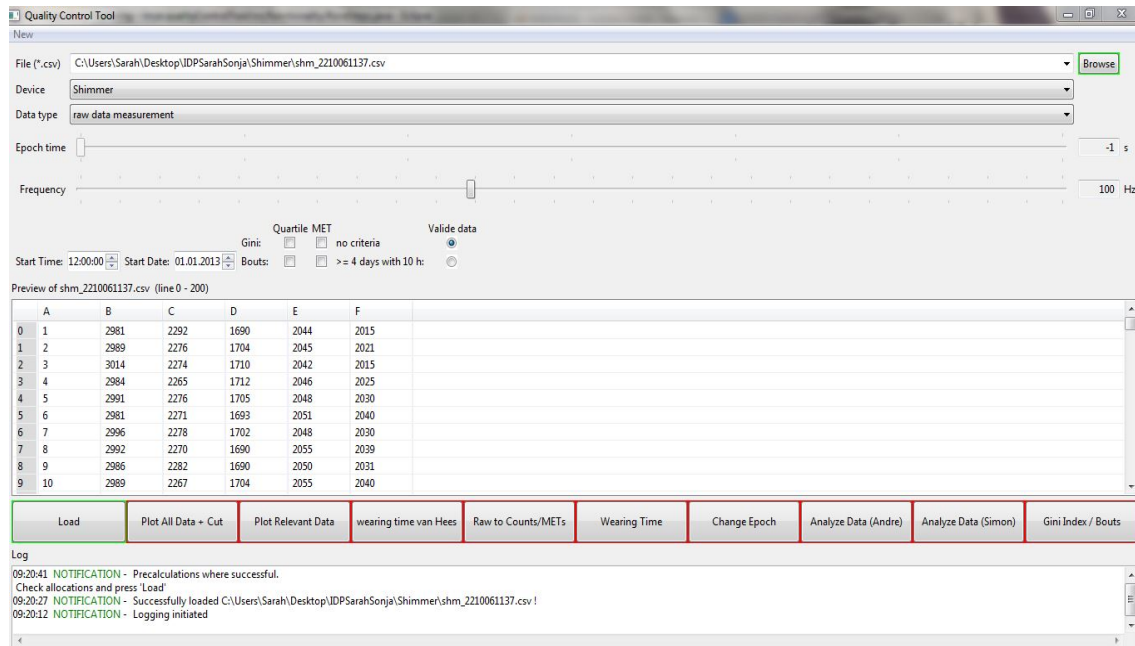 Quality Control Tool
New
File (*.csv) C:\Users\Sarah\Desktop\IDPSarahSonja\Shimmer\shm_2210061137.csv Browse
Device Shimmer
Data type raw data measurement
Epoch time -1 s
Frequency 100 Hz
Quartile MET Valide data
Gini: no criteria
Start Time: 12:00:00 Start Date: 01.01.2013 Bouts: >= 4 days with 10 h:
Preview of shm_2210061137.csv (line 0 - 200)
A B C D E F
0 1 2981 2292 1690 2044 2015
1 2 2989 2276 1704 2045 2021
2 3 3014 2274 1710 2042 2015
3 4 2984 2265 1712 2046 2025
4 5 2991 2276 1705 2048 2030
5 6 2981 2271 1693 2051 2040
6 7 2996 2278 1702 2048 2030
7 8 2992 2270 1690 2055 2039
8 9 2986 2282 1690 2050 2031
9 10 2989 2267 1704 2055 2040
Load Plot All Data + Cut Plot Relevant Data wearing time van Hees Raw to Counts/METs Wearing Time Change Epoch Analyze Data (Andre) Analyze Data (Simon) Gini Index / Bouts
Log
09:20:41 NOTIFICATION - Precalculations where successful.
Check allocations and press 'Load'
09:20:27 NOTIFICATION - Successfully loaded C:\Users\Sarah\Desktop\IDPSarahSonja\Shimmer\shm_2210061137.csv !
09:20:12 NOTIFICATION - Logging initiated